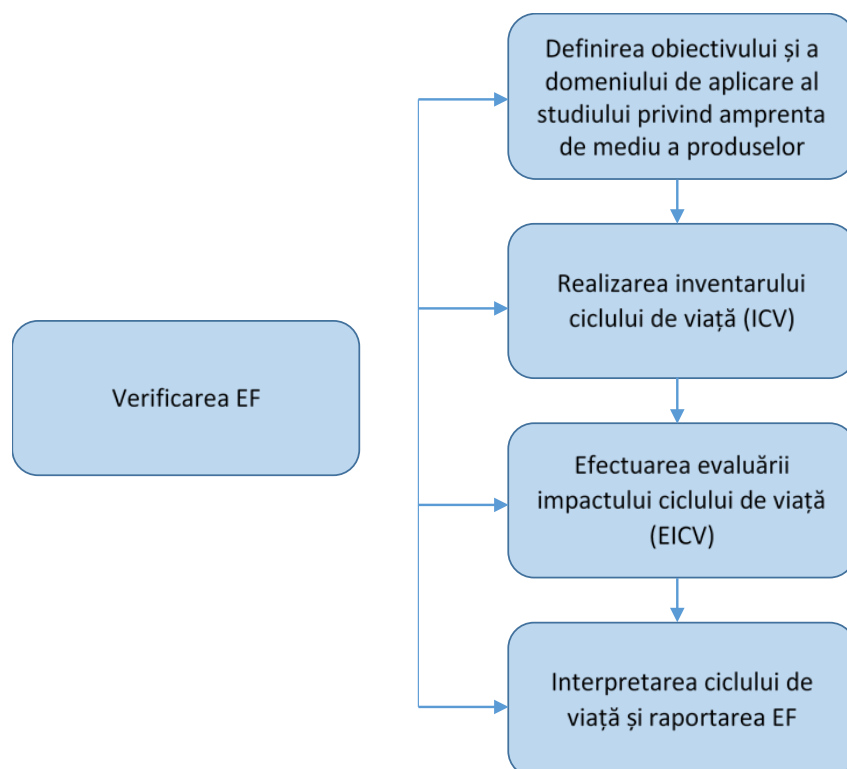 Definirea obiectivului și a
domeniului de aplicare al
studiului privind amprenta
de mediu a produselor
Realizarea inventarului
ciclului de viață (ICV)
Verificarea EF
Efectuarea evaluării
impactului ciclului de viață
(EICV)
Interpretarea ciclului de
viață și raportarea EF